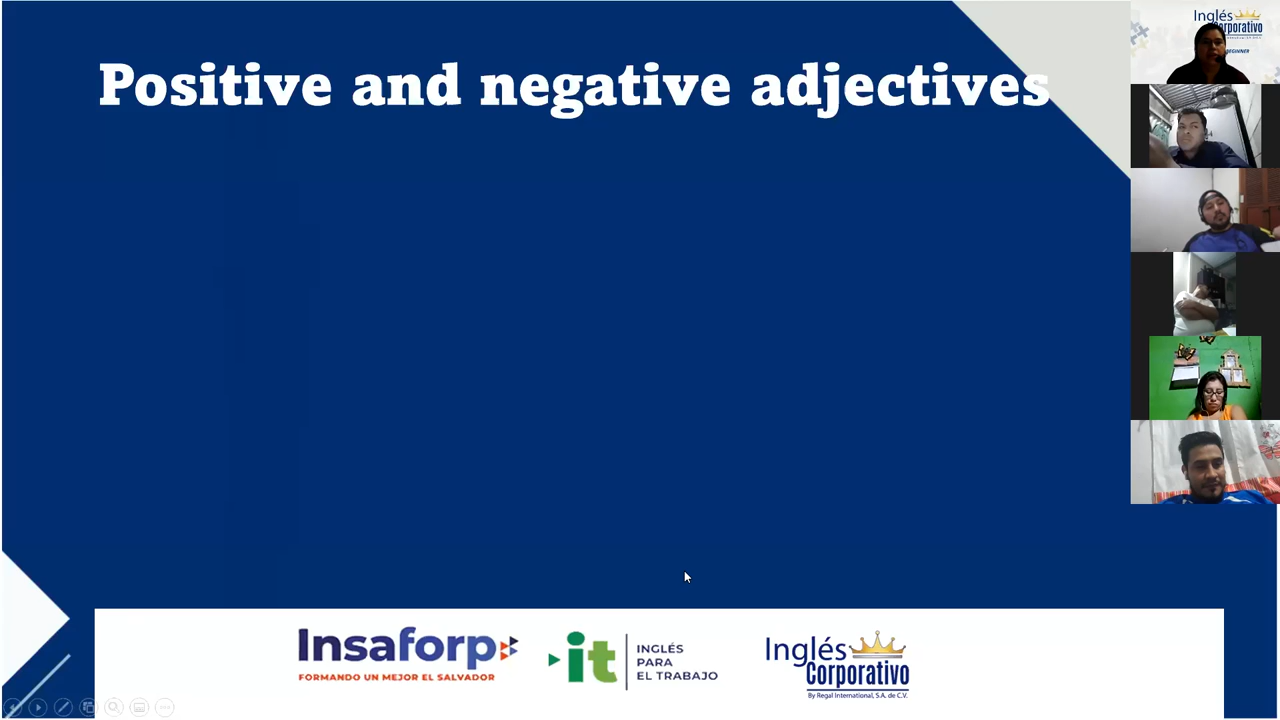 Positive and negative adjectives
Inglés
Corporativo
BEGINNER
Insaforp
FORMANDO UN MEJOR EL SALVADOR
it
INGLÉS
PARA
EL TRABAJO
Inglés
Corporativo
By Regal International, S.A. de C.V.